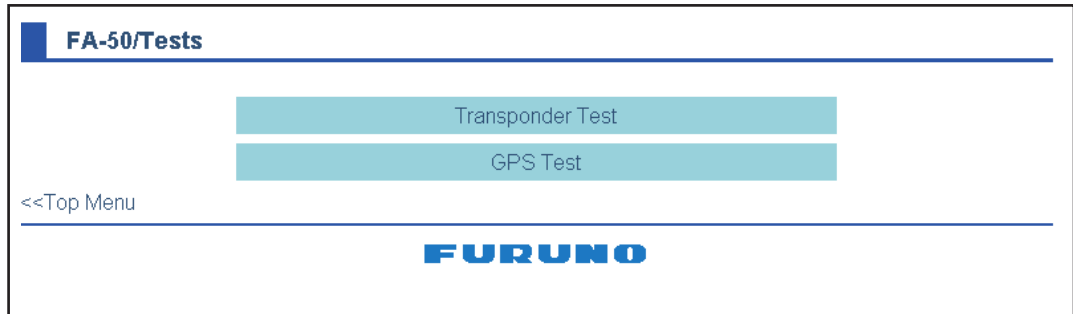 FA-50/Tests
Transponder Test
GPS Test
<<Top Menu
FURUNO